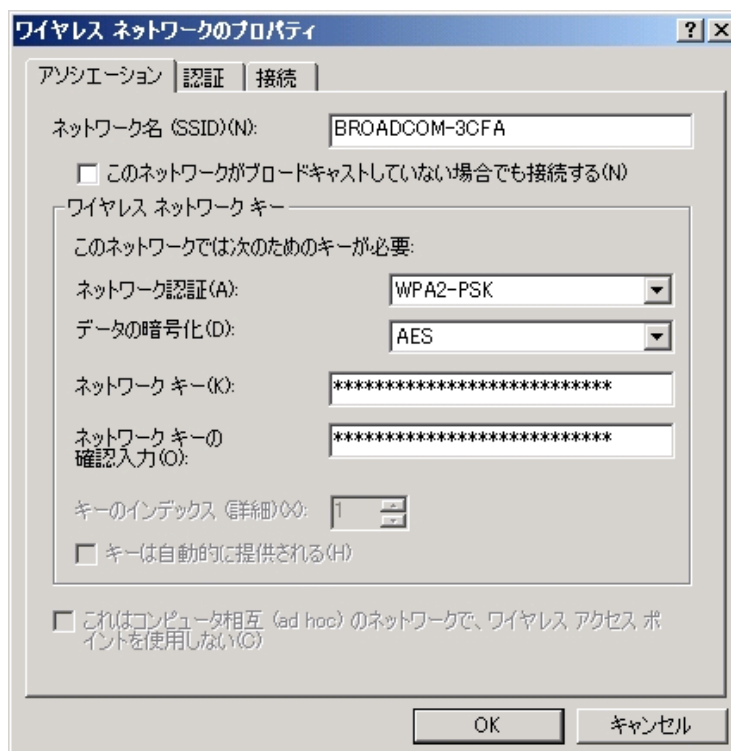 ワイヤレス ネットワークのプロパティ
アソシエーション 認証 接続
ネットワーク名 (SSID)(N): BROADCOM-3CFA
このネットワークがブロードキャストしていない場合でも接続する(N)
ワイヤレス ネットワーク キー
このネットワークでは次のためのキーが必要:
ネットワーク認証(A): WPA2-PSK
データの暗号化(D): AES
ネットワーク キー(K): ***************************
ネットワーク キーの
確認入力(O): ***************************
キーのインデックス (詳細)(X): 1
キーは自動的に提供される(H)
これはコンピュータ相互 (ad hoc) のネットワークで、ワイヤレス アクセス ポ
イントを使用しない(C)
OK キャンセル